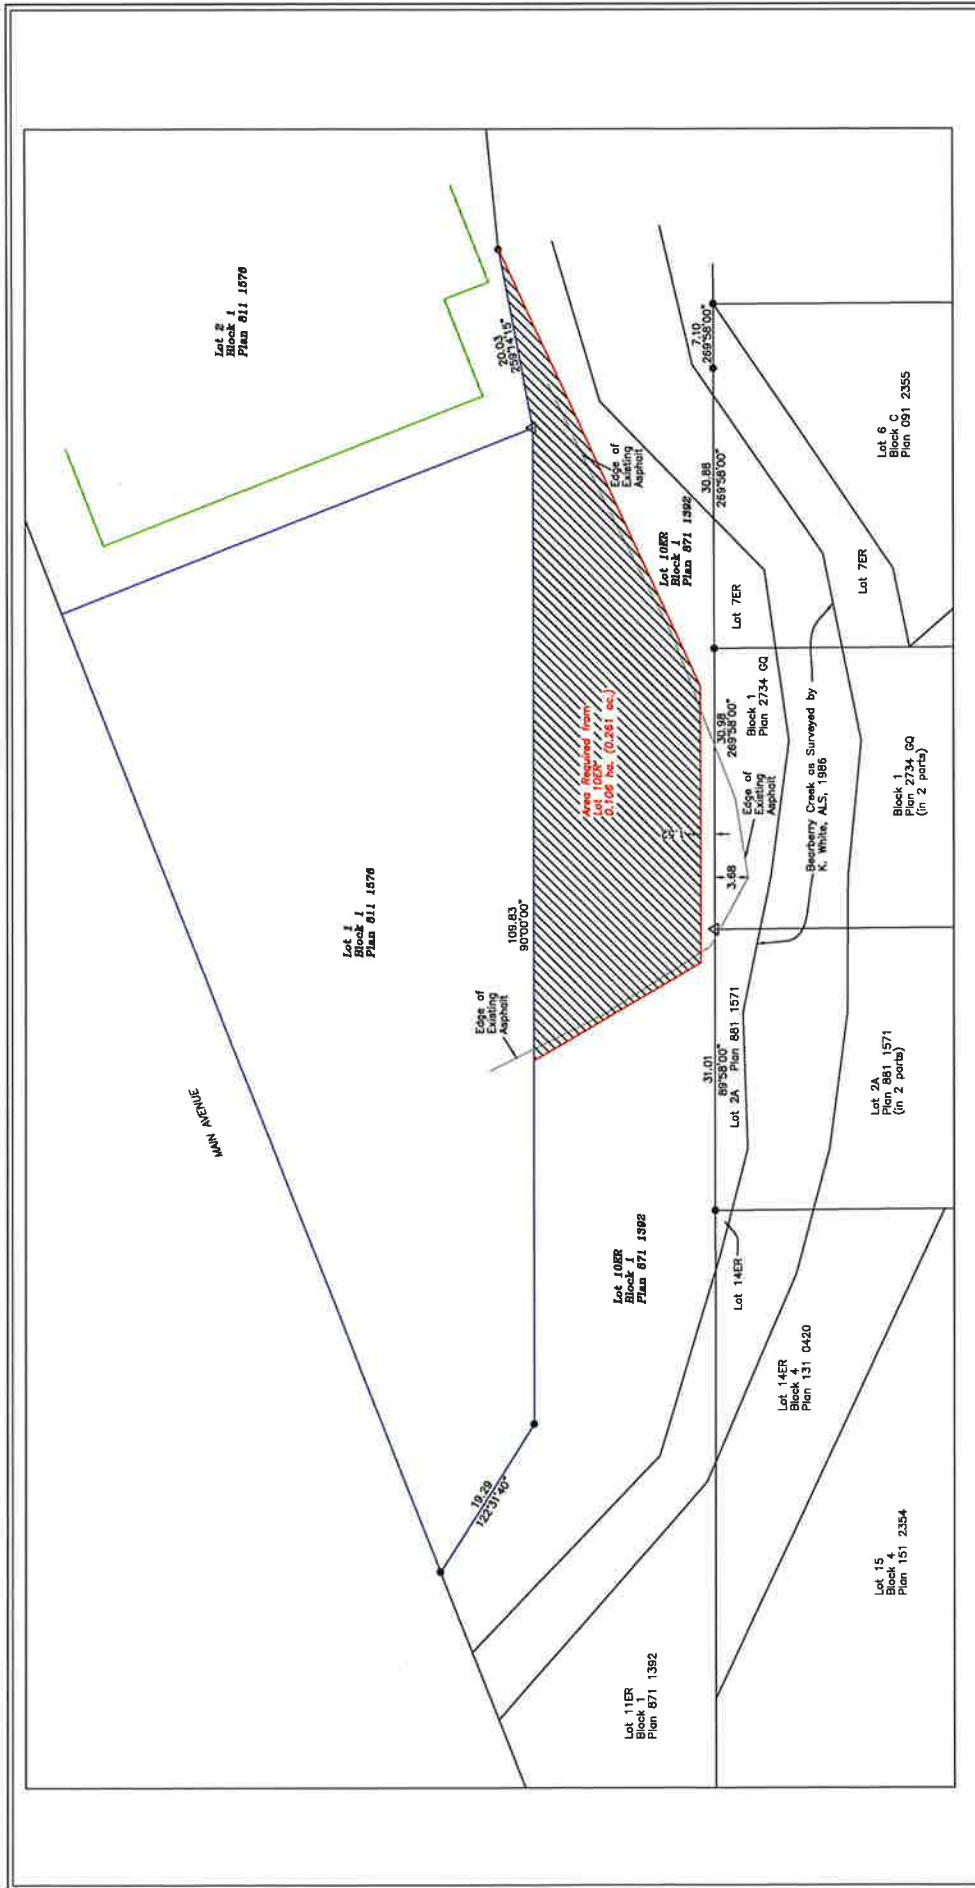 MAIN AVENUE
Lot 2
Block 1
Plan 811 1576
Lot 1
Block 1
Plan 811 1576
19.29
122°31'40"
109.83
90°00'00"
20.03
259°14'15"
Edge of
Existing
Asphalt
Area Required from
Lot 10ER
0.106 ha. (0.261 ac.)
Edge of
Existing
Asphalt
Lot 10ER
Block 1
Plan 871 1392
Lot 10ER
Block 1
Plan 871 1392
Lot 11ER
Block 1
Plan 871 1392
31.01
89°58'00"
30.98
269°58'00"
30.88
269°58'00"
7.10
269°58'00"
3.68
Edge of
Existing
Asphalt
Lot 14ER
Lot 2A Plan 881 1571
Block 1
Plan 2734 GQ
Lot 7ER
Lot 7ER
Bearberry Creek as Surveyed by
K. White, ALS, 1986
Lot 14ER
Block 4
Plan 131 0420
Lot 15
Block 4
Plan 151 2354
Lot 2A
Plan 881 1571
(in 2 parts)
Block 1
Plan 2734 GQ
(in 2 parts)
Lot 6
Block C
Plan 091 2355